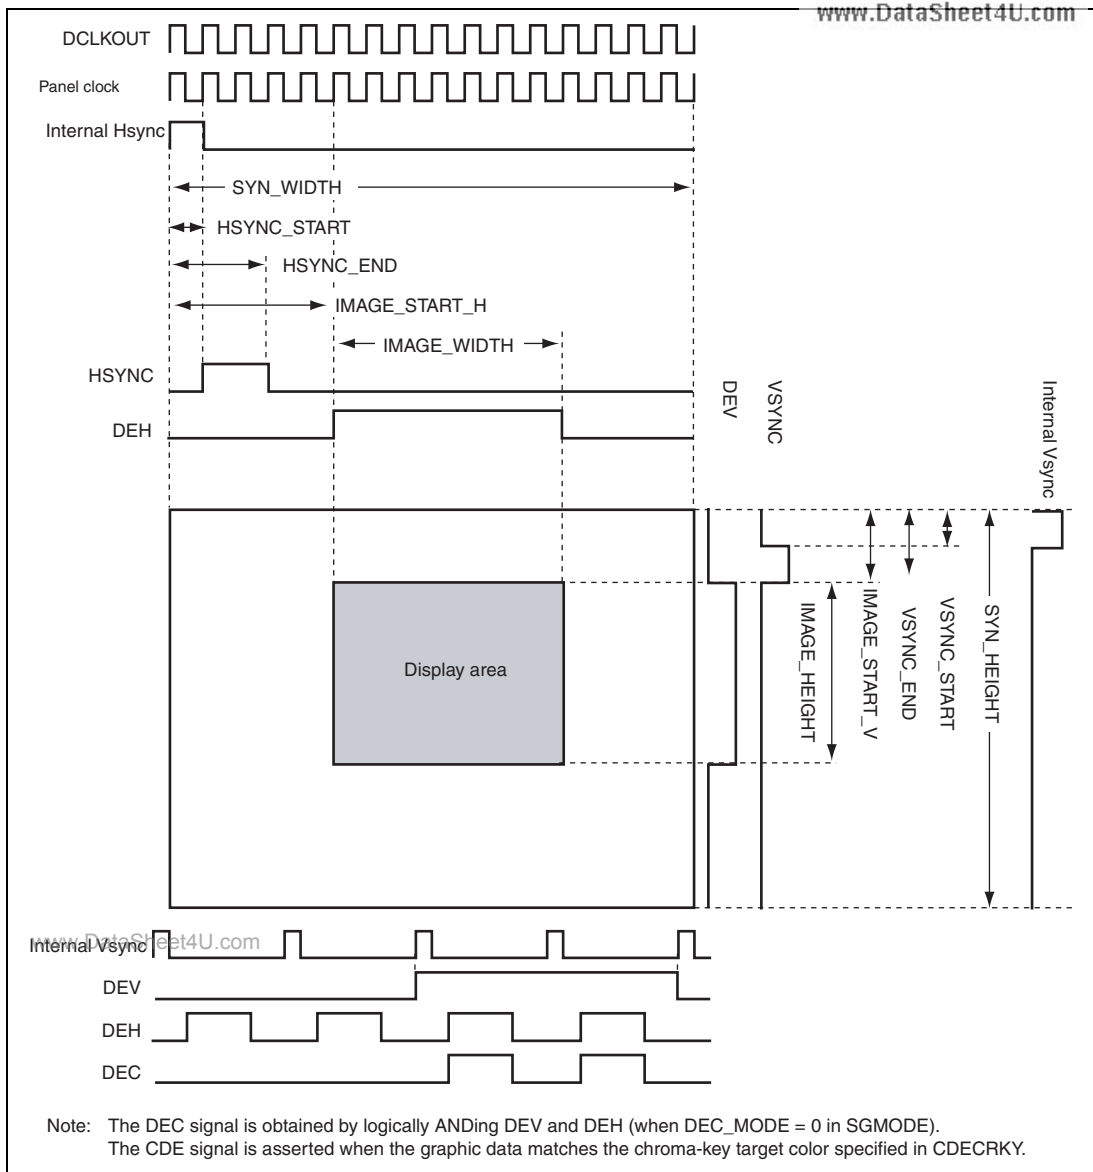 www.DataSheet4U.com
DCLKOUT
Panel clock
Internal Hsync
SYN_WIDTH
HSYNC_START
HSYNC_END
IMAGE_START_H
IMAGE_WIDTH
HSYNC
DEH
DEV
VSYNC
Internal Vsync
Display area
IMAGE_HEIGHT
IMAGE_START_V
VSYNC_END
VSYNC_START
SYN_HEIGHT
www.DataSheet4U.com
Internal Vsync
DEV
DEH
DEC
Note: The DEC signal is obtained by logically ANDing DEV and DEH (when DEC_MODE = 0 in SGMODE).
The CDE signal is asserted when the graphic data matches the chroma-key target color specified in CDECRKY.